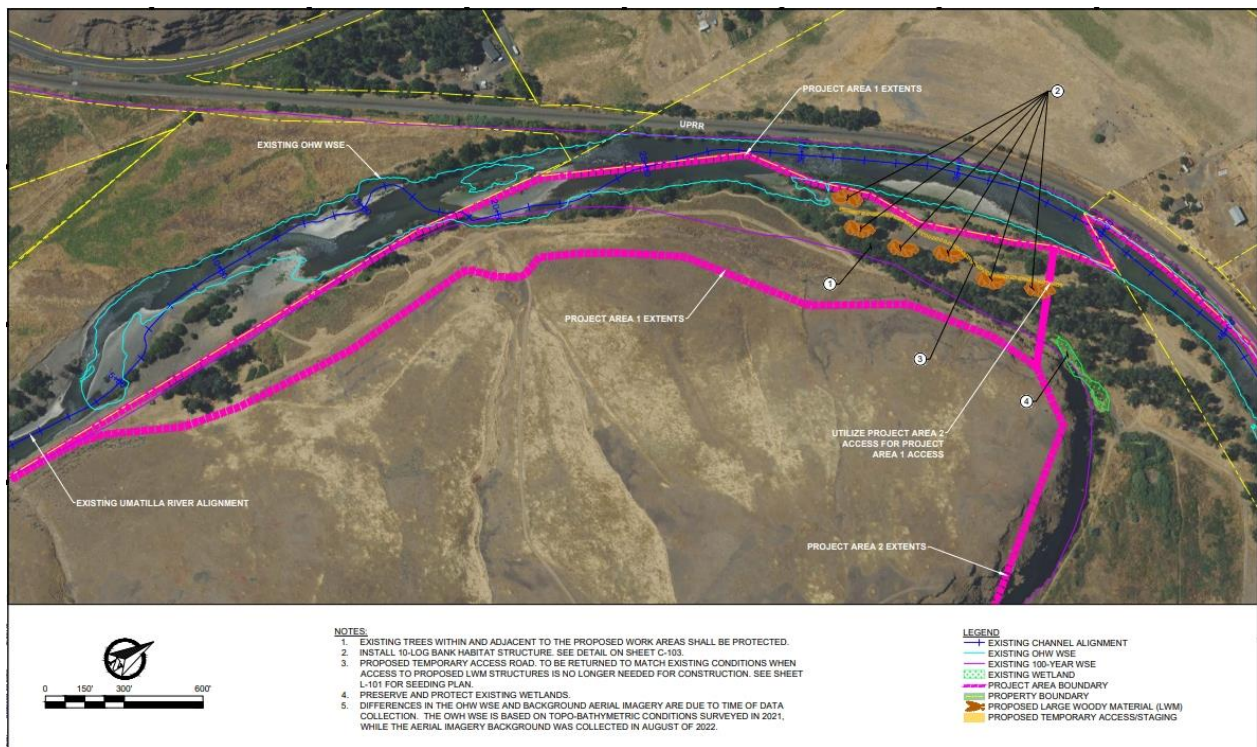 PROJECT AREA 1 EXTENTS
2
UPRR
EXISTING OHW WSE
1
PROJECT AREA 1 EXTENTS
3
4
UTILIZE PROJECT AREA 2
ACCESS FOR PROJECT
AREA 1 ACCESS
EXISTING UMATILLA RIVER ALIGNMENT
PROJECT AREA 2 EXTENTS
0 150' 300' 600'
NOTES:
1. EXISTING TREES WITHIN AND ADJACENT TO THE PROPOSED WORK AREAS SHALL BE PROTECTED.
2. INSTALL 10-LOG BANK HABITAT STRUCTURE. SEE DETAIL ON SHEET C-103.
3. PROPOSED TEMPORARY ACCESS ROAD. TO BE RETURNED TO MATCH EXISTING CONDITIONS WHEN
ACCESS TO PROPOSED LWM STRUCTURES IS NO LONGER NEEDED FOR CONSTRUCTION. SEE SHEET
L-101 FOR SEEDING PLAN.
4. PRESERVE AND PROTECT EXISTING WETLANDS.
5. DIFFERENCES IN THE OHW WSE AND BACKGROUND AERIAL IMAGERY ARE DUE TO TIME OF DATA
COLLECTION. THE OWH WSE IS BASED ON TOPO-BATHYMETRIC CONDITIONS SURVEYED IN 2021,
WHILE THE AERIAL IMAGERY BACKGROUND WAS COLLECTED IN AUGUST OF 2022.
LEGEND
EXISTING CHANNEL ALIGNMENT
EXISTING OHW WSE
EXISTING 100-YEAR WSE
EXISTING WETLAND
PROJECT AREA BOUNDARY
PROPERTY BOUNDARY
PROPOSED LARGE WOODY MATERIAL (LWM)
PROPOSED TEMPORARY ACCESS/STAGING